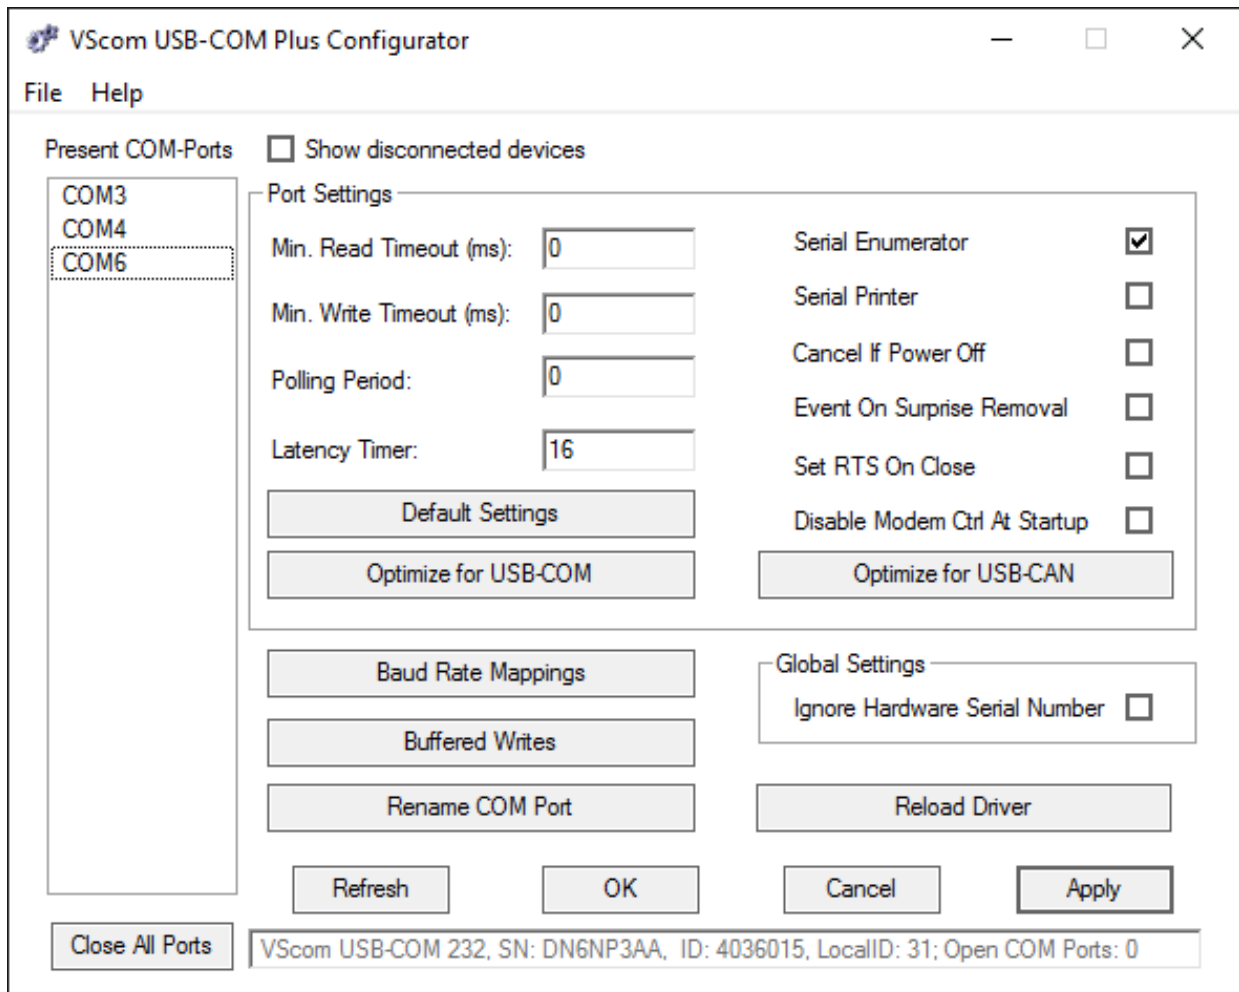 VScom USB-COM Plus Configurator
File Help
Present COM-Ports Show disconnected devices
COM3
COM4
COM6
Port Settings
Min. Read Timeout (ms): 0
Min. Write Timeout (ms): 0
Polling Period: 0
Latency Timer: 16
Default Settings
Optimize for USB-COM
Serial Enumerator
Serial Printer
Cancel If Power Off
Event On Surprise Removal
Set RTS On Close
Disable Modem Ctrl At Startup
Optimize for USB-CAN
Baud Rate Mappings
Buffered Writes
Rename COM Port
Global Settings
Ignore Hardware Serial Number
Reload Driver
Refresh OK Cancel Apply
Close All Ports VScom USB-COM 232, SN: DN6NP3AA, ID: 4036015, LocalID: 31; Open COM Ports: 0